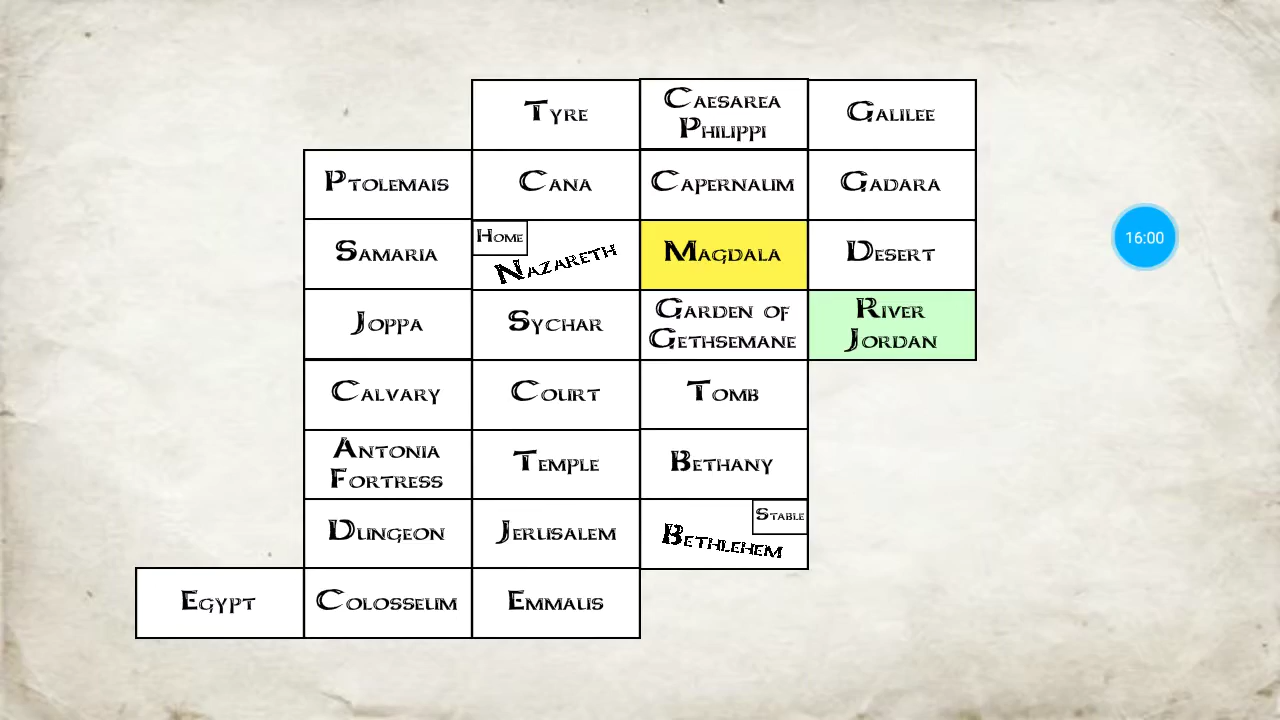 Tyre
Caesarea
Philippi
Galilee
Ptolemais
Cana
Capernaum
Gadara
Samaria
Home
Nazareth
Magdala
Desert
16:00
Joppa
Sychar
Garden of
Gethsemane
River
Jordan
Calvary
Court
Tomb
Antonia
Fortress
Temple
Bethany
Dungeon
Jerusalem
Stable
Bethlehem
Egypt
Colosseum
Emmaus